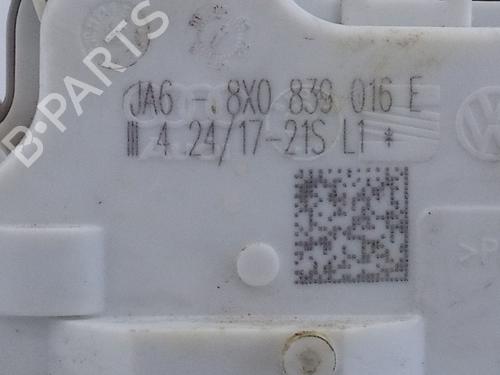 B-PARTS
JA6 - 8X0 839 016 E
III 4 24/17-21S L1 *
>P